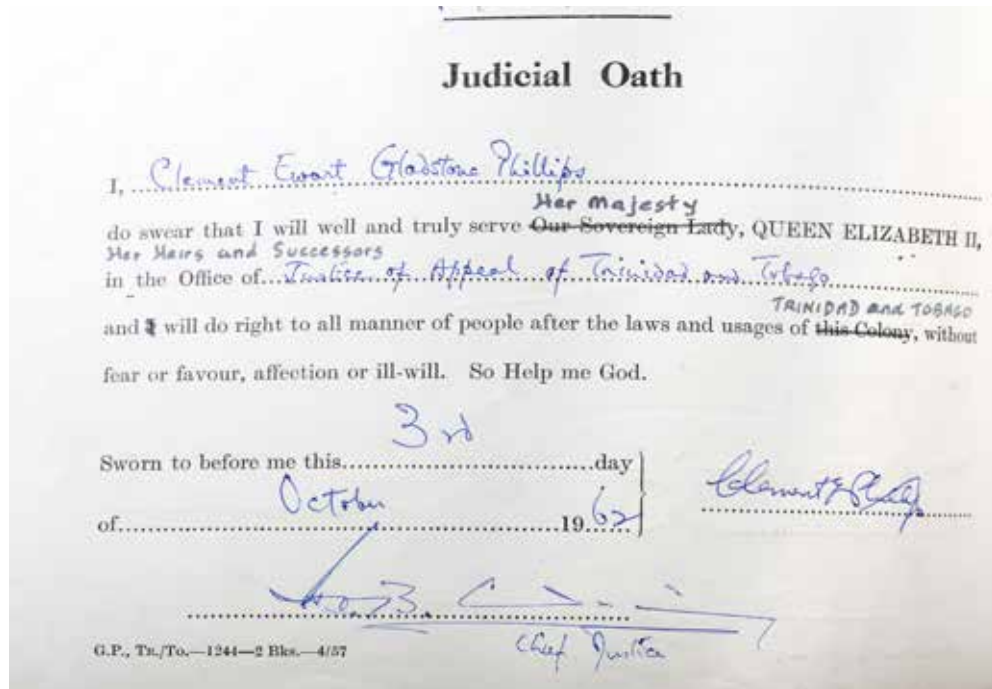 Judicial Oath
I, Clement Ewart Gladstone Phillips
Her Majesty
do swear that I will well and truly serve Our Sovereign Lady, QUEEN ELIZABETH II,
Her Heirs and Successors
in the Office of Justice of Appeal of Trinidad and Tobago
TRINIDAD and TOBAGO
and I will do right to all manner of people after the laws and usages of this Colony, without
fear or favour, affection or ill-will. So Help me God.
3rd
Sworn to before me this day
October
of 1962
Clement Phillips
Chief Justice
G.P., TR./TO.—1244—2 Bks.—4/57